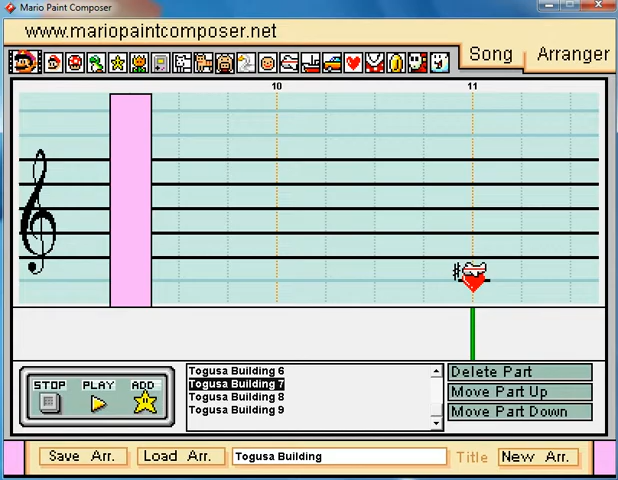 Mario Paint Composer
www.mariopaintcomposer.net
Song
Arranger
10
11
STOP
PLAY
ADD
Togusa Building 6
Togusa Building 7
Togusa Building 8
Togusa Building 9
Delete Part
Move Part Up
Move Part Down
Save Arr.
Load Arr.
Togusa Building
Title
New Arr.